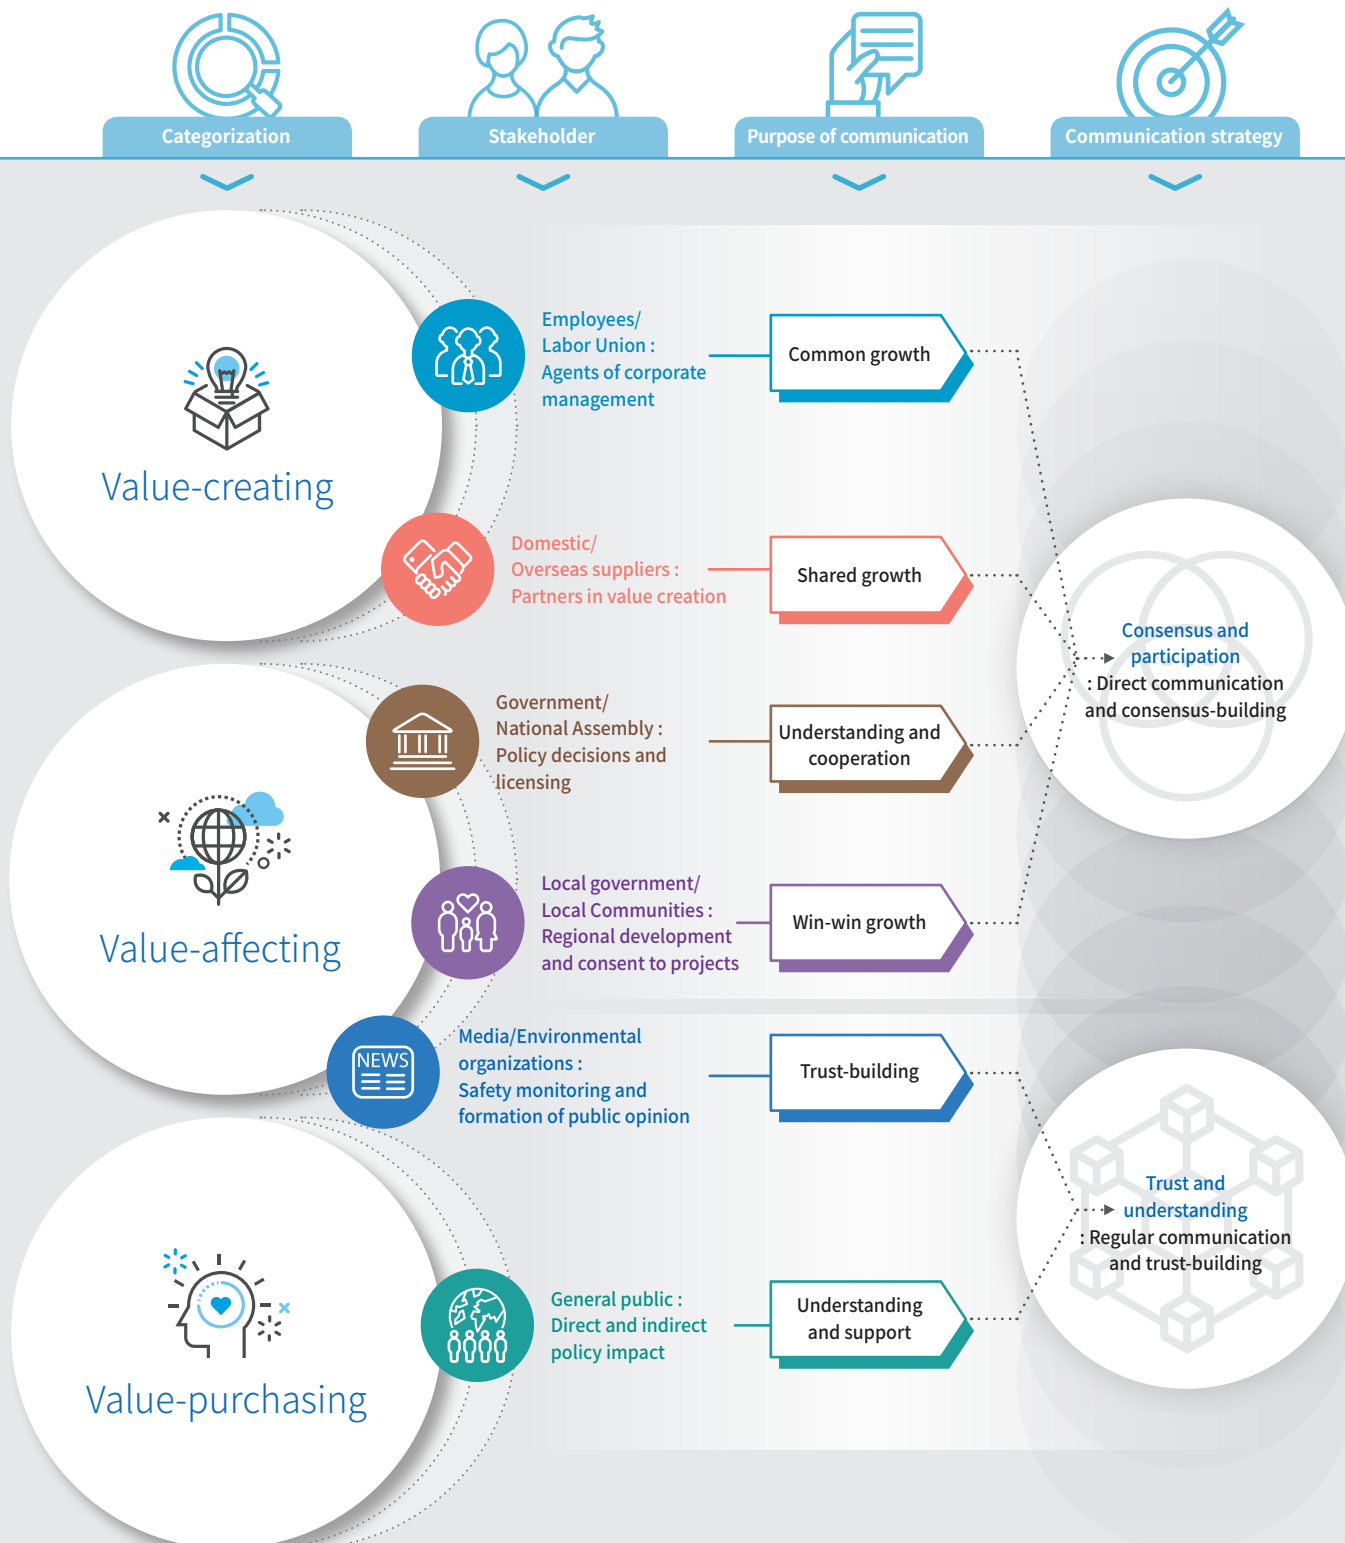 Categorization
Stakeholder
Purpose of communication
Communication strategy
Value-creating
Employees/
Labor Union :
Agents of corporate
management
Common growth
Domestic/
Overseas suppliers :
Partners in value creation
Shared growth
Consensus and
participation
: Direct communication
and consensus-building
Value-affecting
Government/
National Assembly :
Policy decisions and
licensing
Understanding and
cooperation
Local government/
Local Communities :
Regional development
and consent to projects
Win-win growth
NEWS
Media/Environmental
organizations :
Safety monitoring and
formation of public opinion
Trust-building
Trust and
understanding
: Regular communication
and trust-building
Value-purchasing
General public :
Direct and indirect
policy impact
Understanding
and support